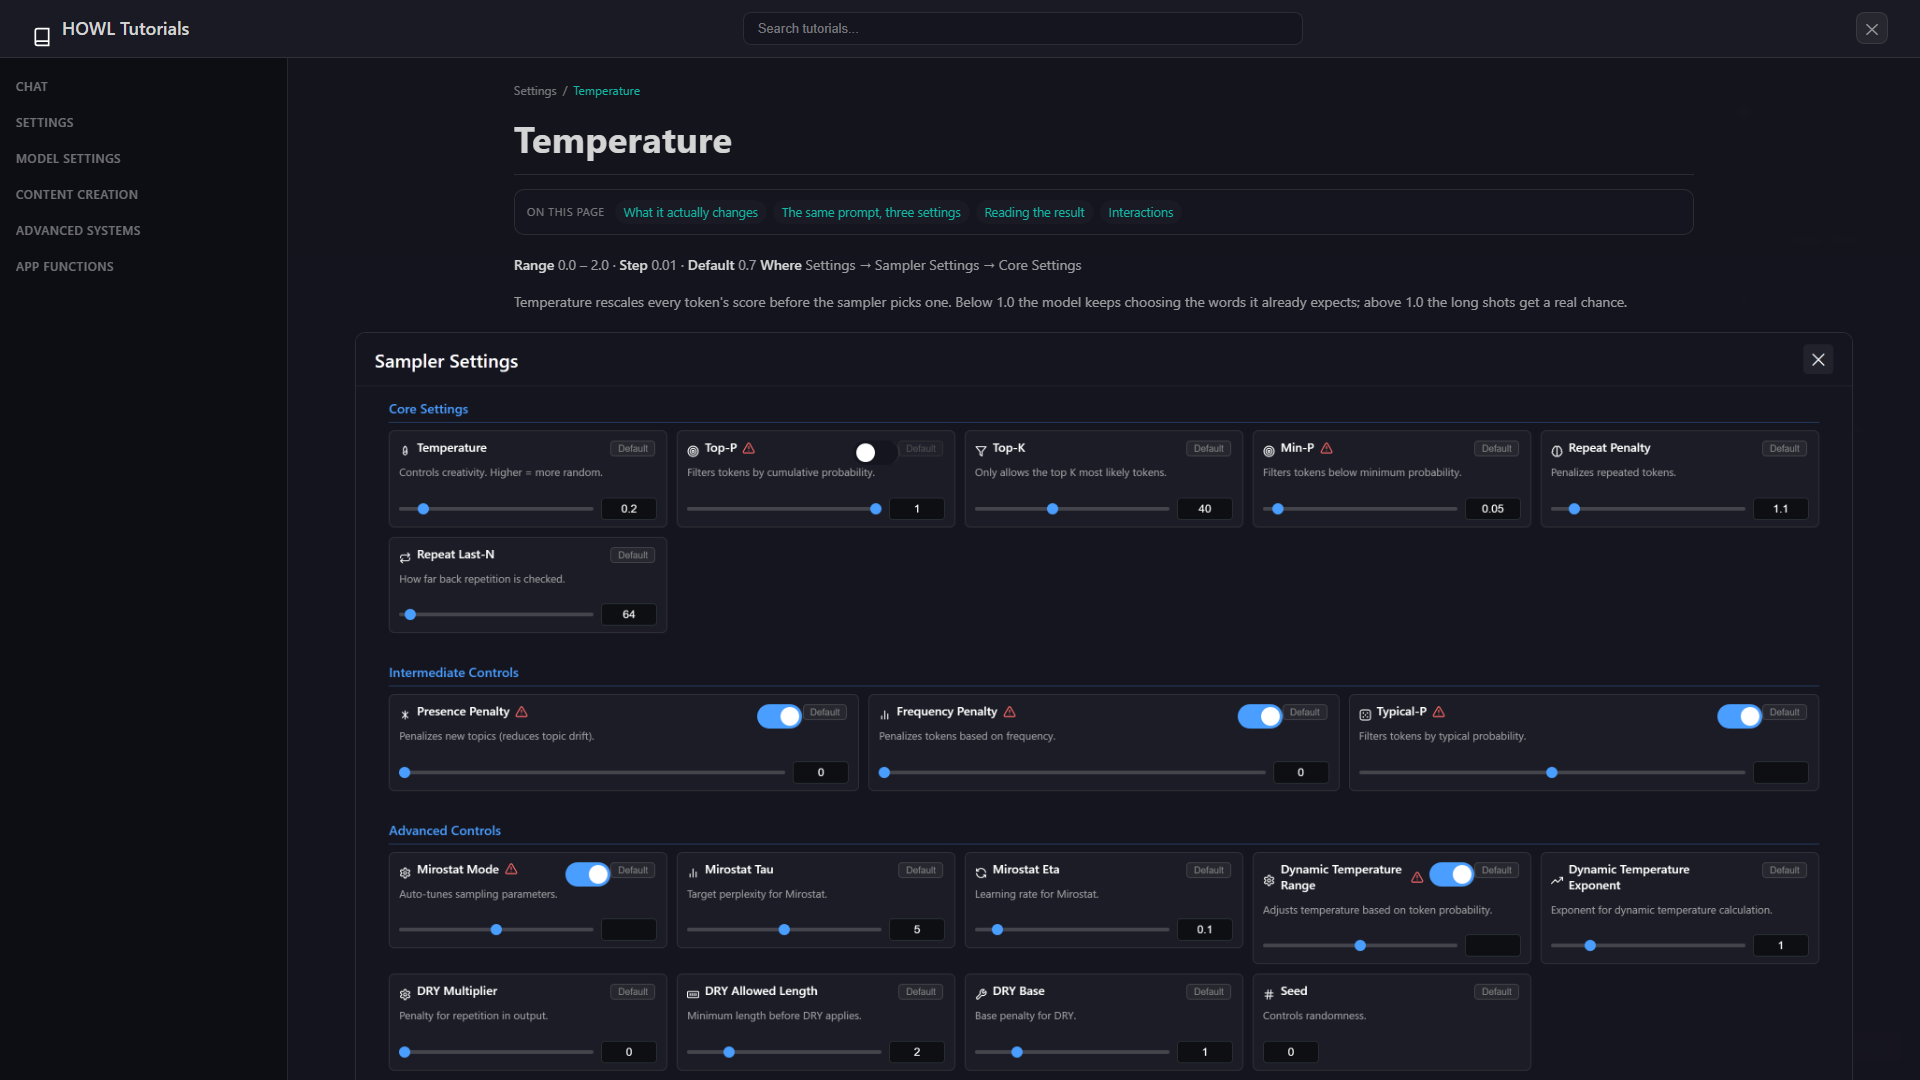 HOWL Tutorials
Search tutorials...
CHAT
SETTINGS
MODEL SETTINGS
CONTENT CREATION
ADVANCED SYSTEMS
APP FUNCTIONS
Settings / Temperature
Temperature
ON THIS PAGE What it actually changes The same prompt, three settings Reading the result Interactions
Range 0.0 – 2.0 · Step 0.01 · Default 0.7 Where Settings → Sampler Settings → Core Settings
Temperature rescales every token's score before the sampler picks one. Below 1.0 the model keeps choosing the words it already expects; above 1.0 the long shots get a real chance.
Sampler Settings
Core Settings
Temperature Default
Controls creativity. Higher = more random.
0.2
Top-P Default
Filters tokens by cumulative probability.
1
Top-K Default
Only allows the top K most likely tokens.
40
Min-P Default
Filters tokens below minimum probability.
0.05
Repeat Penalty Default
Penalizes repeated tokens.
1.1
Repeat Last-N Default
How far back repetition is checked.
64
Intermediate Controls
Presence Penalty Default
Penalizes new topics (reduces topic drift).
0
Frequency Penalty Default
Penalizes tokens based on frequency.
0
Typical-P Default
Filters tokens by typical probability.
Advanced Controls
Mirostat Mode Default
Auto-tunes sampling parameters.
Mirostat Tau Default
Target perplexity for Mirostat.
5
Mirostat Eta Default
Learning rate for Mirostat.
0.1
Dynamic Temperature Default
Range
Adjusts temperature based on token probability.
Dynamic Temperature Default
Exponent
Exponent for dynamic temperature calculation.
1
DRY Multiplier Default
Penalty for repetition in output.
0
DRY Allowed Length Default
Minimum length before DRY applies.
2
DRY Base Default
Base penalty for DRY.
1
Seed Default
Controls randomness.
0